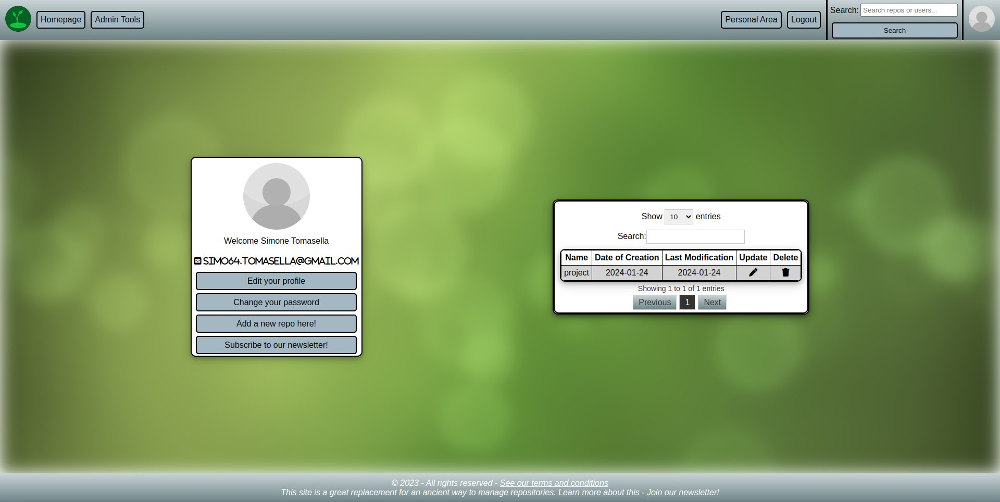 Homepage
Admin Tools
Personal Area
Logout
Search: Search repos or users...
Search
Welcome Simone Tomasella
SIMO64.TOMASELLA@GMAIL.COM
Edit your profile
Change your password
Add a new repo here!
Subscribe to our newsletter!
Show 10 entries
Search:
Name Date of Creation Last Modification Update Delete
project 2024-01-24 2024-01-24
Showing 1 to 1 of 1 entries
Previous 1 Next
© 2023 - All rights reserved - See our terms and conditions
This site is a great replacement for an ancient way to manage repositories. Learn more about this - Join our newsletter!